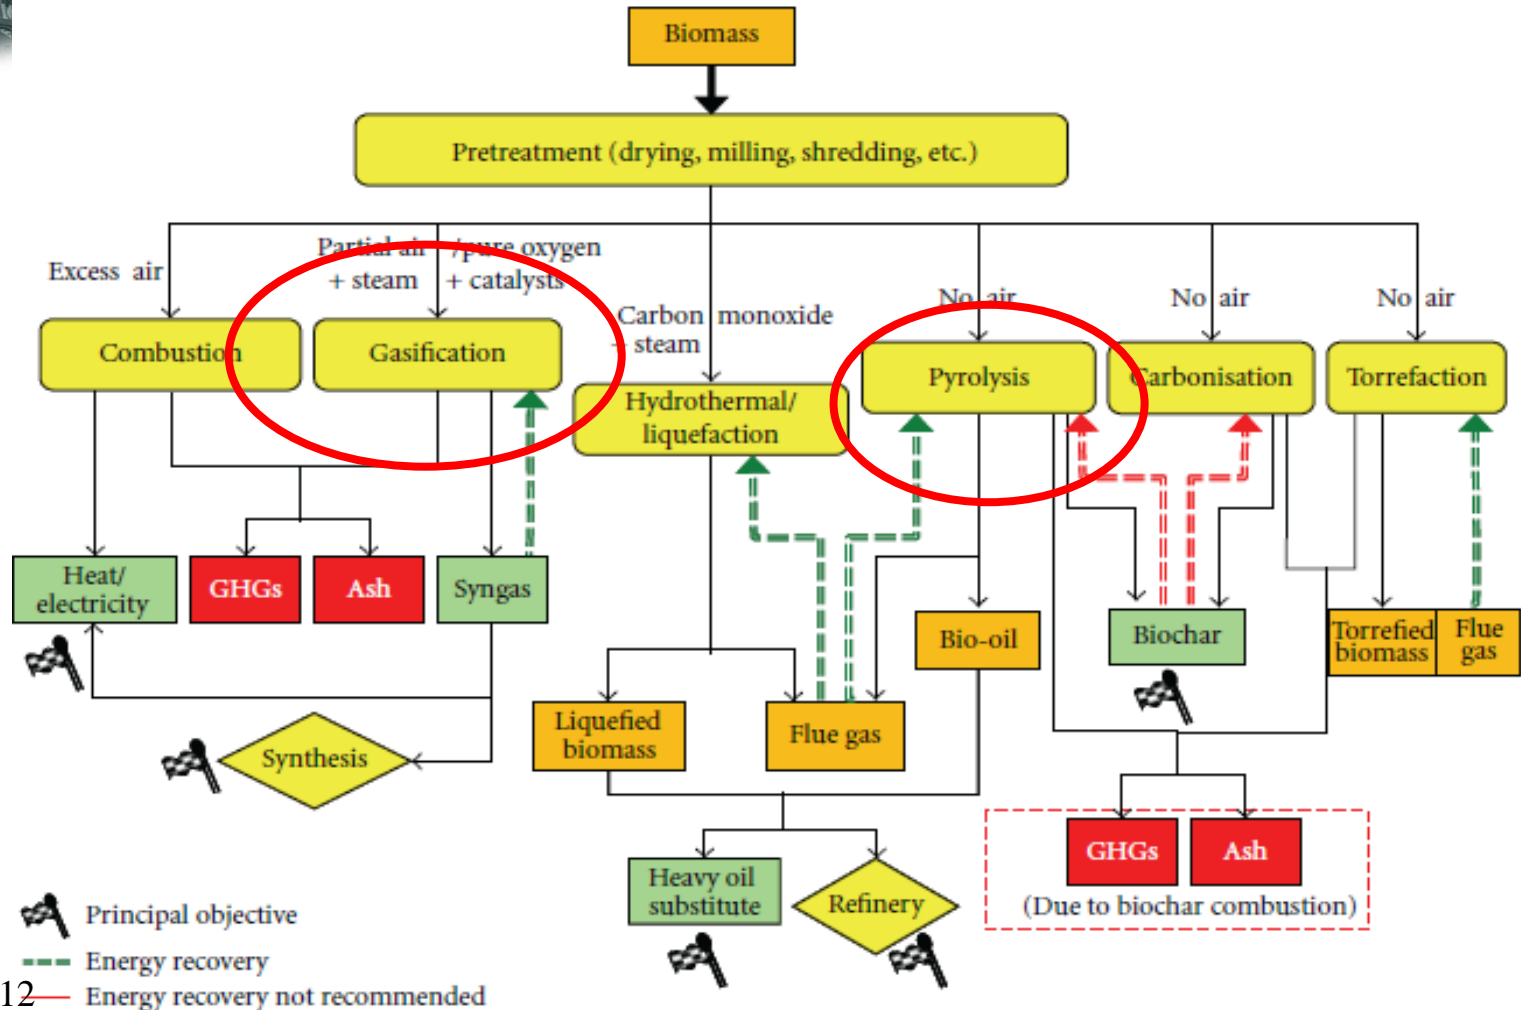 Biomass
Pretreatment (drying, milling, shredding, etc.)
Excess air
Partial air /pure oxygen
+ steam + catalysts
Carbon monoxide
+ steam
No air
No air
No air
Combustion
Gasification
Hydrothermal/
liquefaction
Pyrolysis
Carbonisation
Torrefaction
Heat/
electricity
GHGs
Ash
Syngas
Bio-oil
Biochar
Torrefied
biomass
Flue
gas
Synthesis
Liquefied
biomass
Flue gas
Heavy oil
substitute
Refinery
GHGs
Ash
(Due to biochar combustion)
Principal objective
Energy recovery
12
Energy recovery not recommended